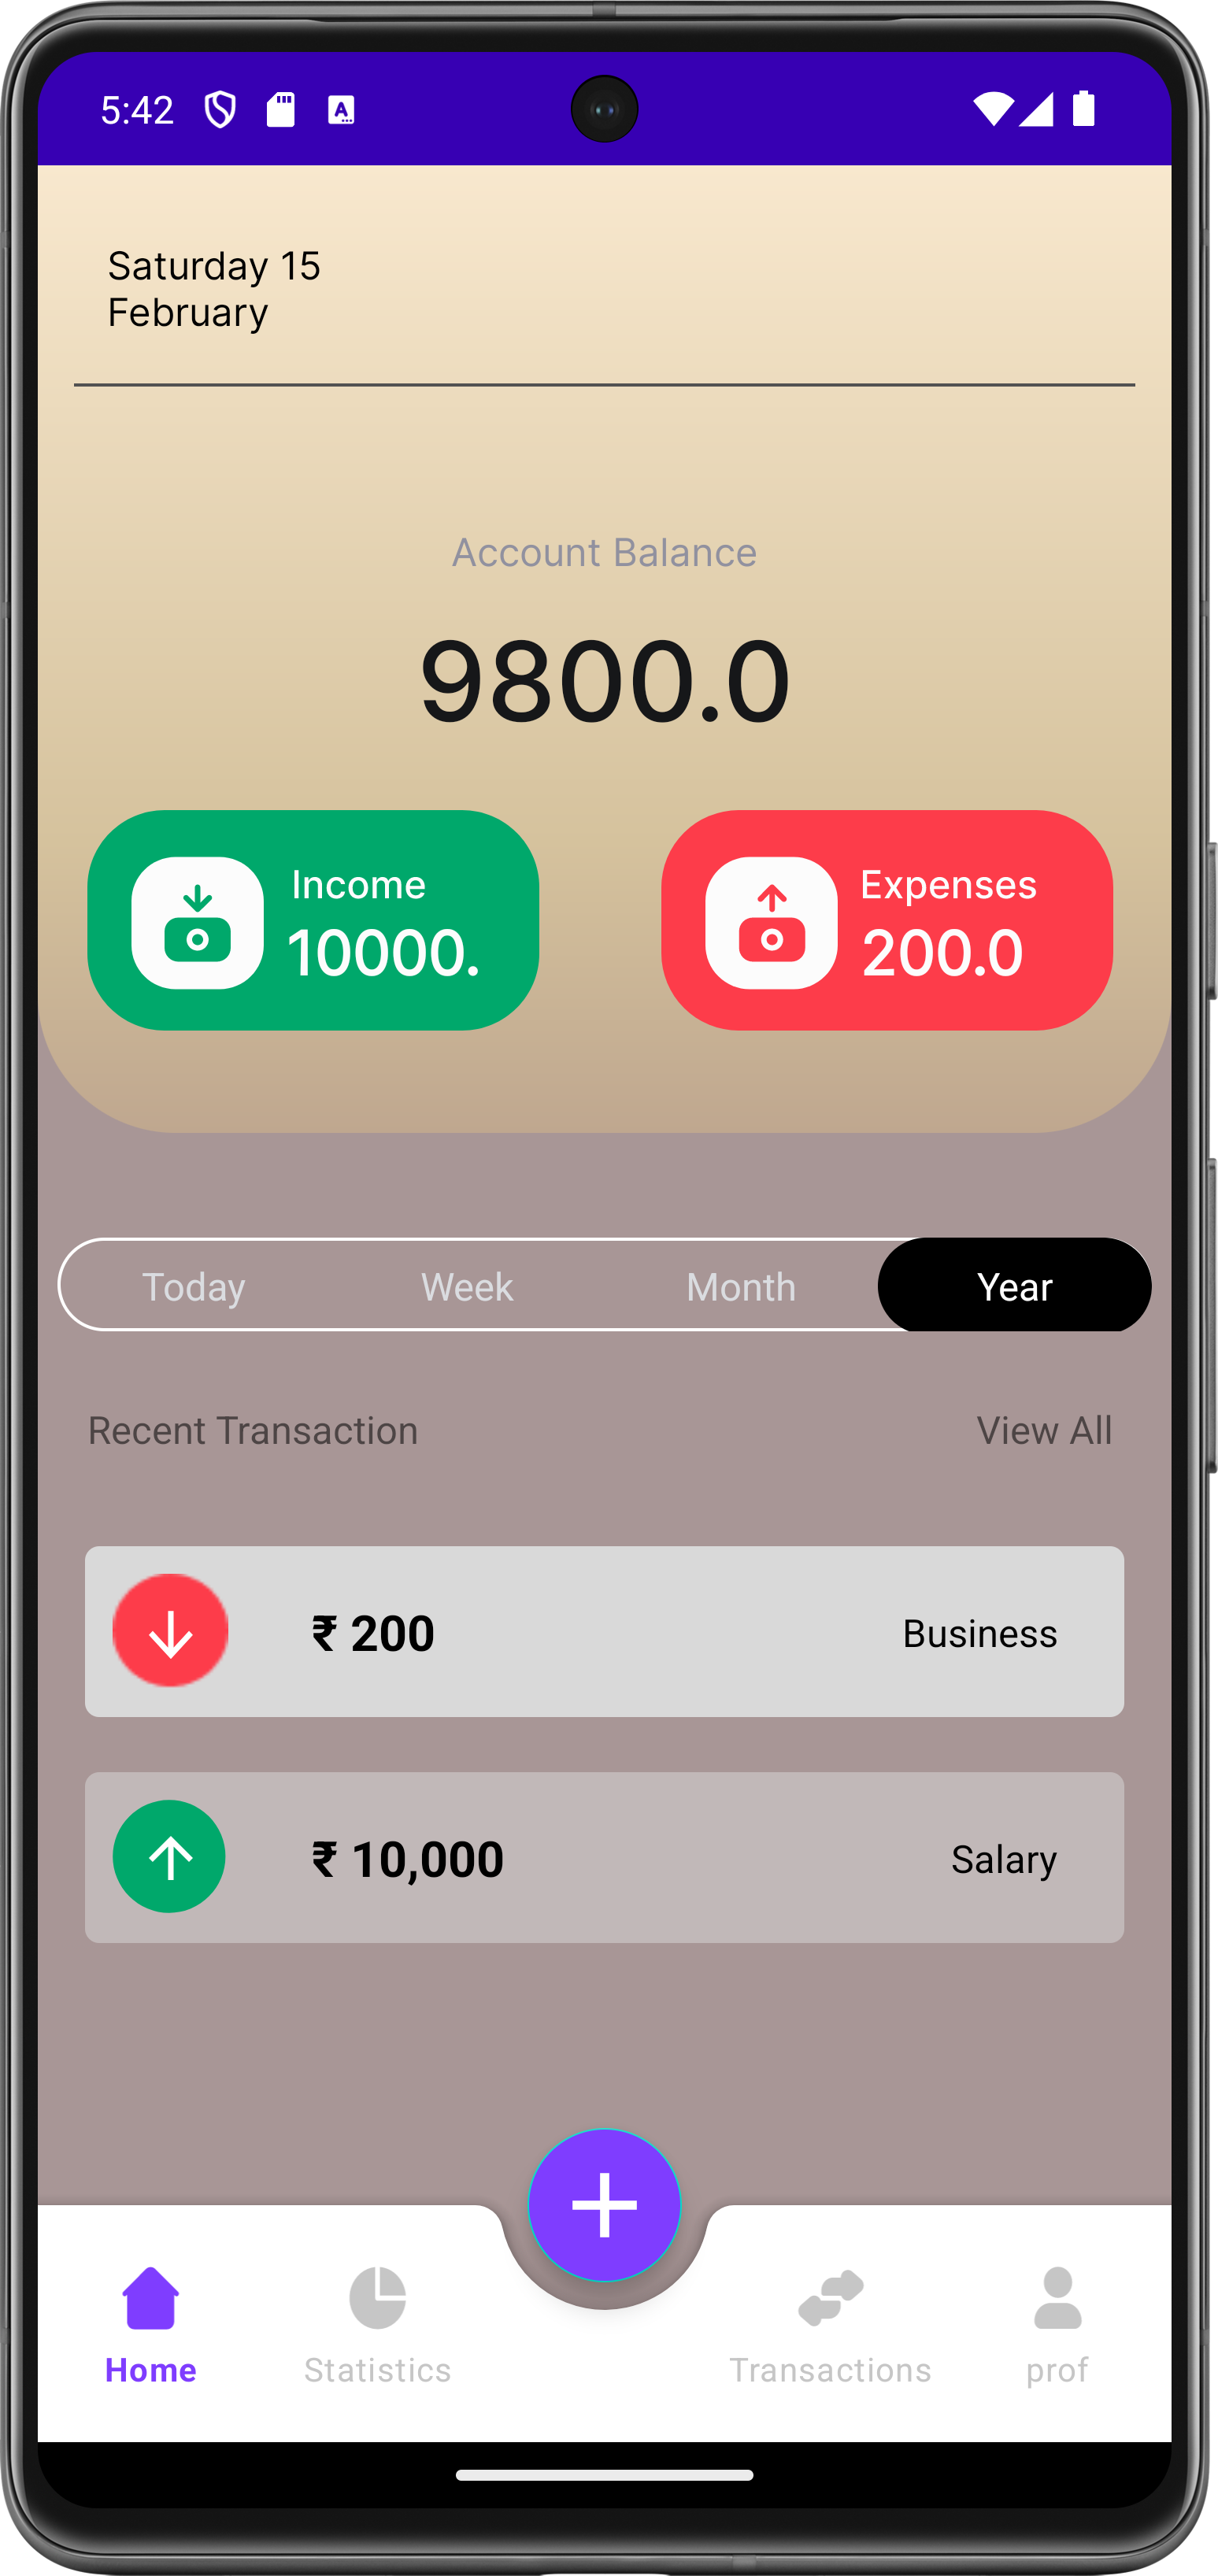 5:42
Saturday 15
February
Account Balance
9800.0
Income
10000.
Expenses
200.0
Today Week Month Year
Recent Transaction View All
₹ 200 Business
₹ 10,000 Salary
Home Statistics Transactions prof